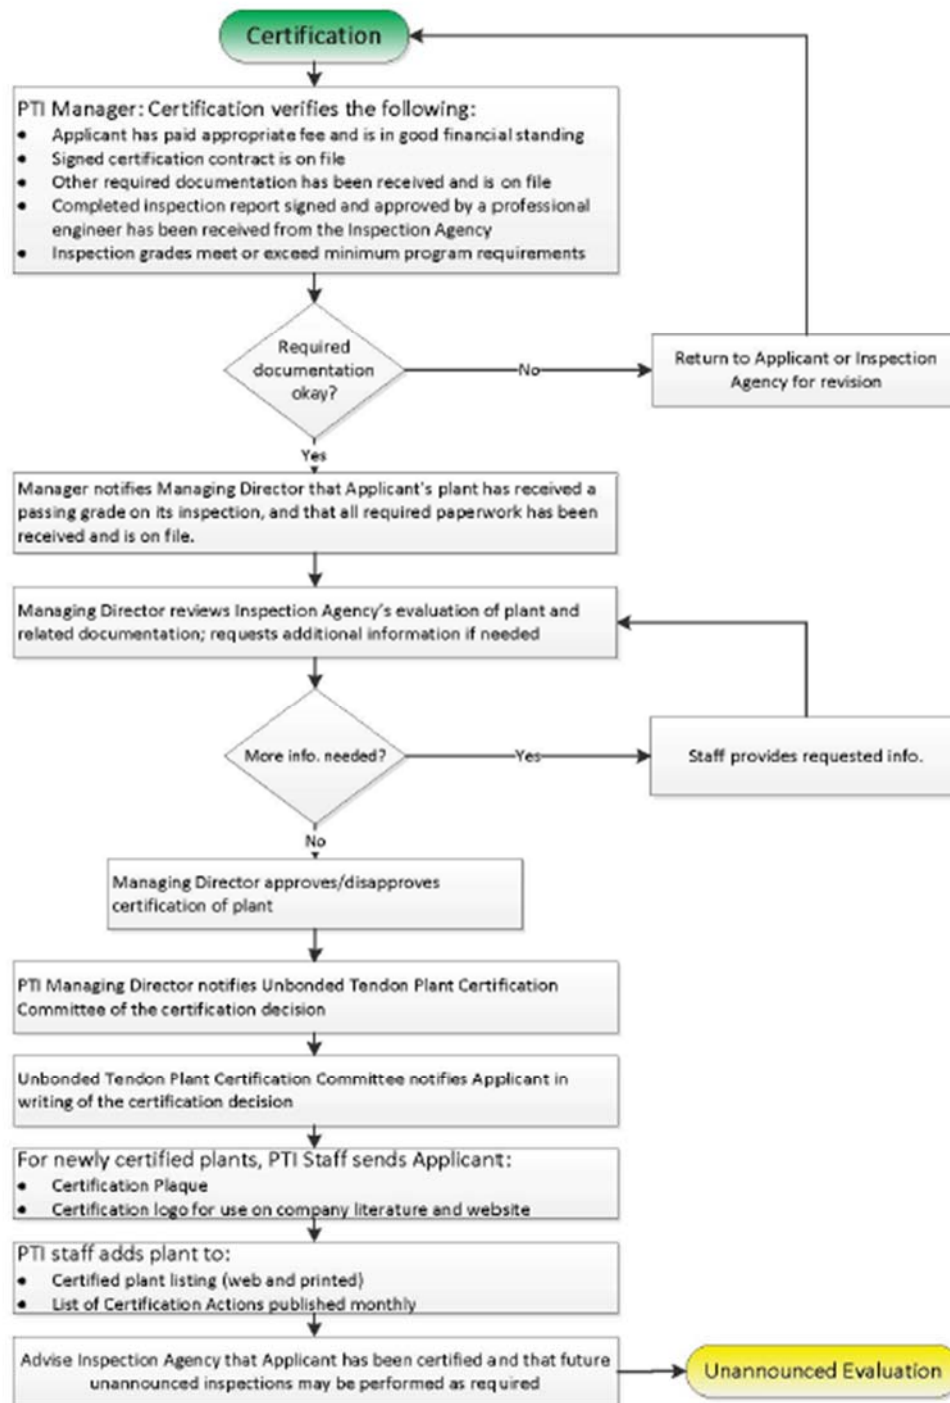 Certification
PTI Manager: Certification verifies the following:
• Applicant has paid appropriate fee and is in good financial standing
• Signed certification contract is on file
• Other required documentation has been received and is on file
• Completed inspection report signed and approved by a professional
engineer has been received from the Inspection Agency
• Inspection grades meet or exceed minimum program requirements
Required
documentation
okay?
No
Return to Applicant or Inspection
Agency for revision
Yes
Manager notifies Managing Director that Applicant's plant has received a
passing grade on its inspection, and that all required paperwork has been
received and is on file.
Managing Director reviews Inspection Agency's evaluation of plant and
related documentation; requests additional information if needed
More info. needed?
Yes
Staff provides requested info.
No
Managing Director approves/disapproves
certification of plant
PTI Managing Director notifies Unbonded Tendon Plant Certification
Committee of the certification decision
Unbonded Tendon Plant Certification Committee notifies Applicant in
writing of the certification decision
For newly certified plants, PTI Staff sends Applicant:
• Certification Plaque
• Certification logo for use on company literature and website
PTI staff adds plant to:
• Certified plant listing (web and printed)
• List of Certification Actions published monthly
Advise Inspection Agency that Applicant has been certified and that future
unannounced inspections may be performed as required
Unannounced Evaluation